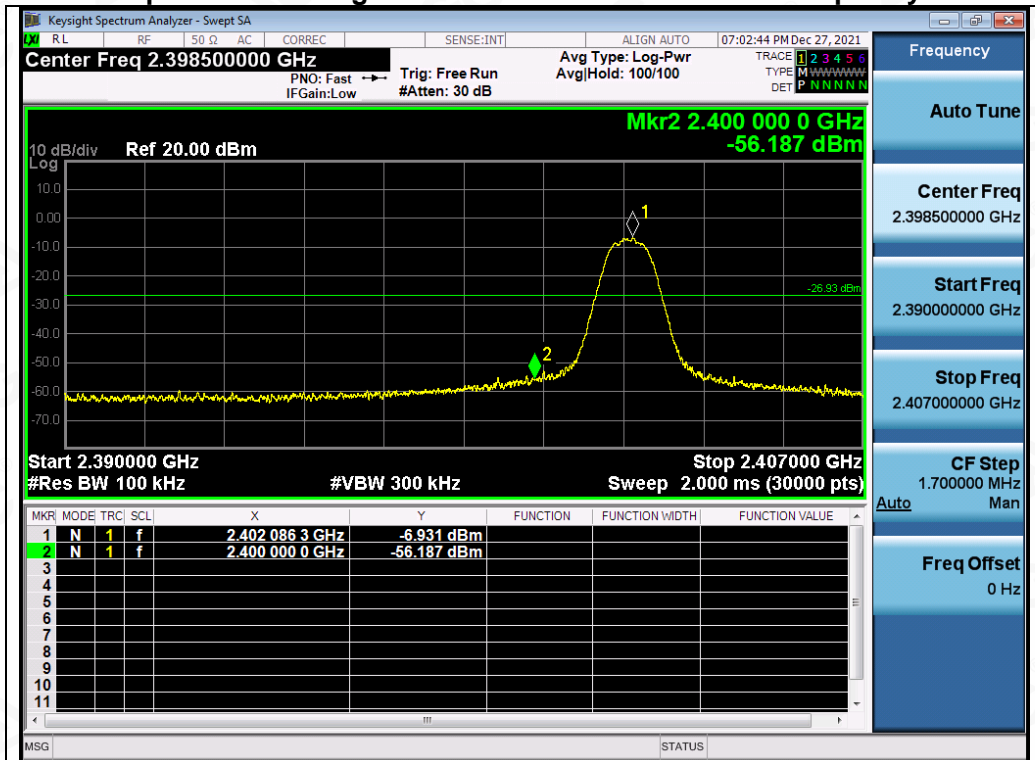 Keysight Spectrum Analyzer - Swept SA
LXI RL RF 50 Ω AC CORREC SENSE:INT ALIGN AUTO 07:02:44 PM Dec 27, 2021
Center Freq 2.398500000 GHz
PNO: Fast
IFGain:Low
Trig: Free Run
#Atten: 30 dB
Avg Type: Log-Pwr
Avg|Hold: 100/100
TRACE 1 2 3 4 5 6
TYPE M WWWWW
DET P N N N N N
Mkr2 2.400 000 0 GHz
-56.187 dBm
10 dB/div Ref 20.00 dBm
Log
10.0
0.00
-10.0
-20.0
-30.0
-40.0
-50.0
-60.0
-70.0
1
-26.93 dBm
2
Start 2.390000 GHz Stop 2.407000 GHz
#Res BW 100 kHz #VBW 300 kHz Sweep 2.000 ms (30000 pts)
MKR MODE TRC SCL X Y FUNCTION FUNCTION WIDTH FUNCTION VALUE
1 N 1 f 2.402 086 3 GHz -6.931 dBm
2 N 1 f 2.400 000 0 GHz -56.187 dBm
3
4
5
6
7
8
9
10
11
MSG STATUS
Frequency
Auto Tune
Center Freq
2.398500000 GHz
Start Freq
2.390000000 GHz
Stop Freq
2.407000000 GHz
CF Step
1.700000 MHz
Auto Man
Freq Offset
0 Hz